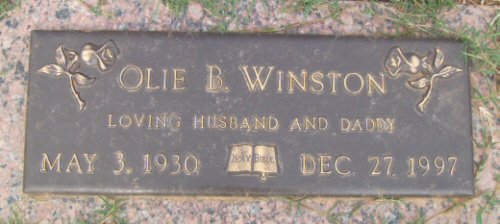 OLIE B. WINSTON
LOVING HUSBAND AND DADDY
MAY 3, 1930 HOLY BIBLE DEC. 27, 1997